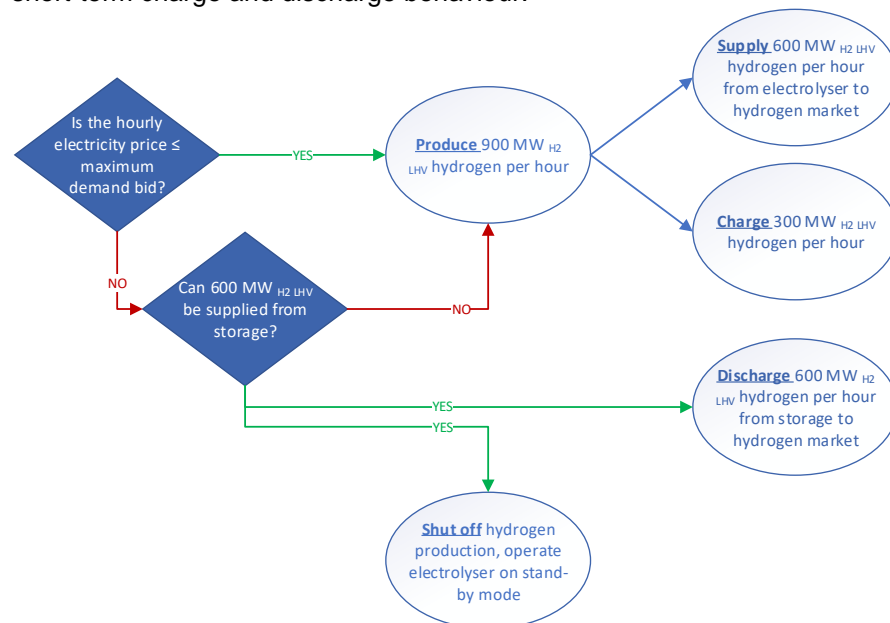 short-term charge and discharge behaviour.
Is the hourly
electricity price ≤
maximum
demand bid?
YES
Produce 900 MW H2
LHV hydrogen per hour
Supply 600 MW H2 LHV
hydrogen per hour
from electrolyser to
hydrogen market
Charge 300 MW H2 LHV
hydrogen per hour
NO
Can 600 MW H2 LHV
be supplied from
storage?
NO
YES
YES
Discharge 600 MW H2
LHV hydrogen per hour
from storage to
hydrogen market
Shut off hydrogen
production, operate
electrolyser on stand-
by mode